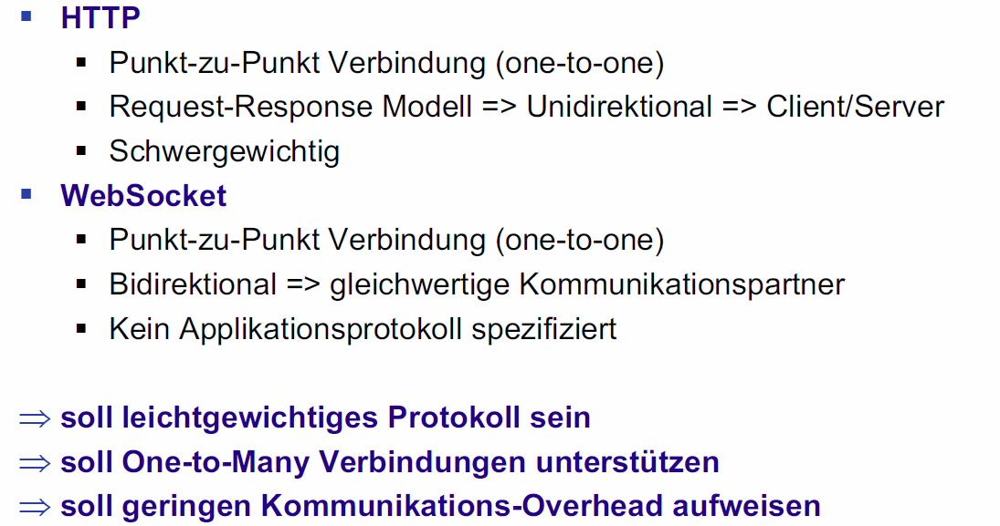 HTTP
Punkt-zu-Punkt Verbindung (one-to-one)
Request-Response Modell => Unidirektional => Client/Server
Schwergewichtig
WebSocket
Punkt-zu-Punkt Verbindung (one-to-one)
Bidirektional => gleichwertige Kommunikationspartner
Kein Applikationsprotokoll spezifiziert
⇒ soll leichtgewichtiges Protokoll sein
⇒ soll One-to-Many Verbindungen unterstützen
⇒ soll geringen Kommunikations-Overhead aufweisen